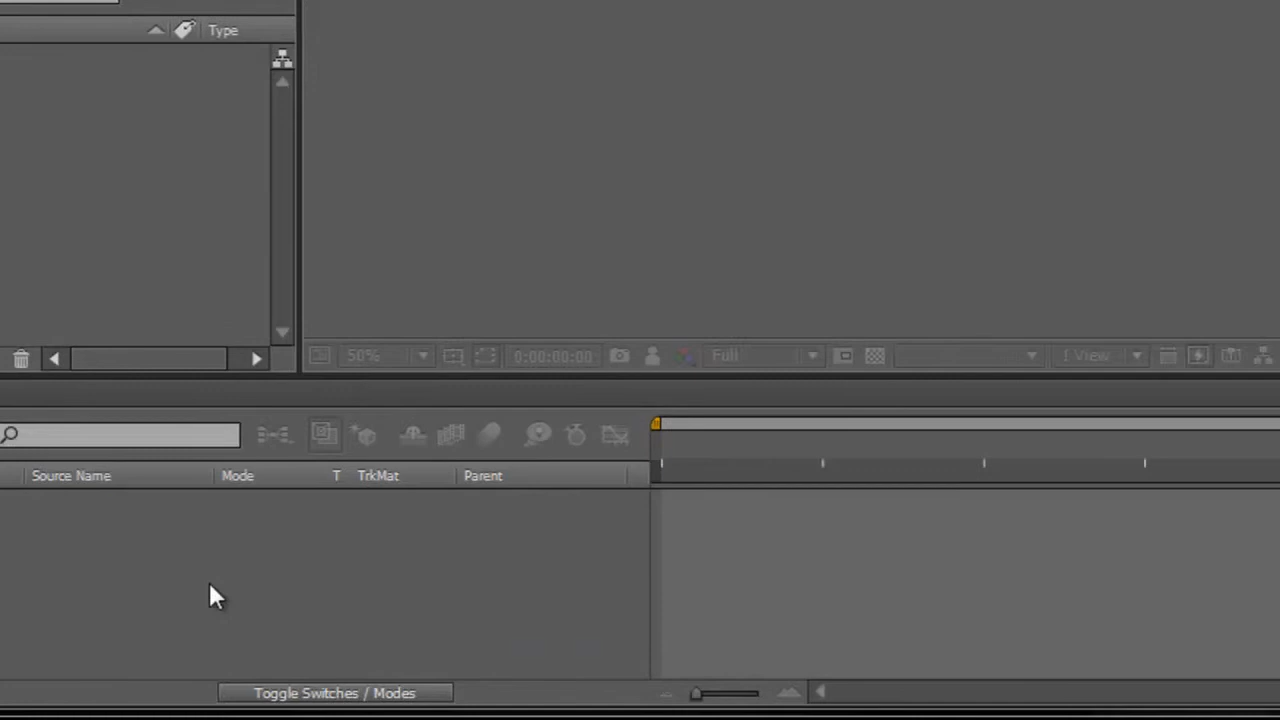 Type
50%
0:00:00:00
Full
1 View
Source Name
Mode
T
TrkMat
Parent
Toggle Switches / Modes